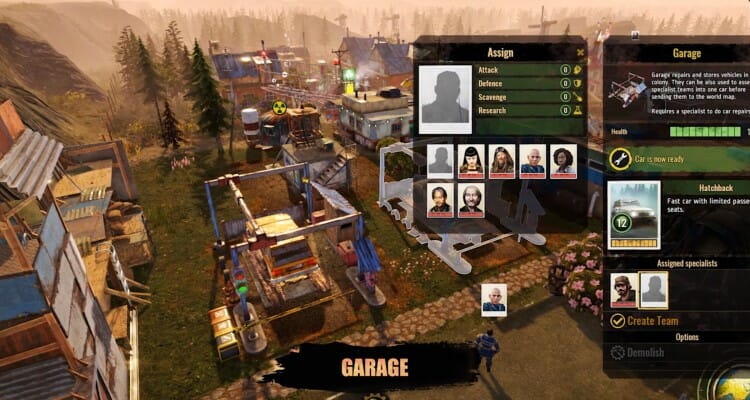 Assign
Attack 0
Defence 0
Scavenge 0
Research 0
Garage
Garage repairs and stores vehicles in
colony. They can be also used to asse
specialist teams into one car before
sending them to the world map.
Requires a specialist to do car repairs
Health
Car is now ready
Hatchback
Fast car with limited passe
seats.
12
Assigned specialists
Create Team
Options
Demolish
GARAGE